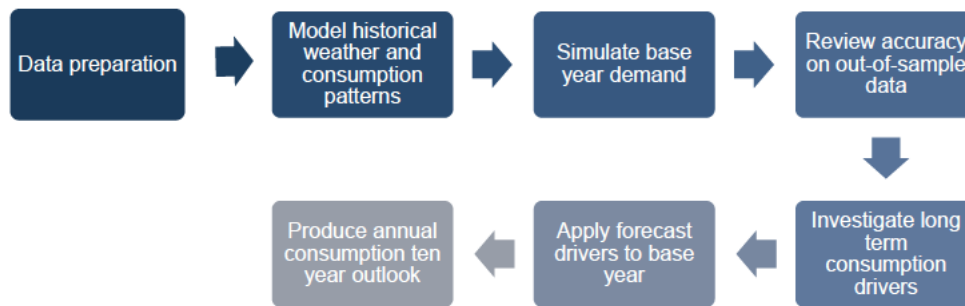 Data preparation
Model historical
weather and
consumption
patterns
Simulate base
year demand
Review accuracy
on out-of-sample
data
Investigate long
term
consumption
drivers
Apply forecast
drivers to base
year
Produce annual
consumption ten
year outlook